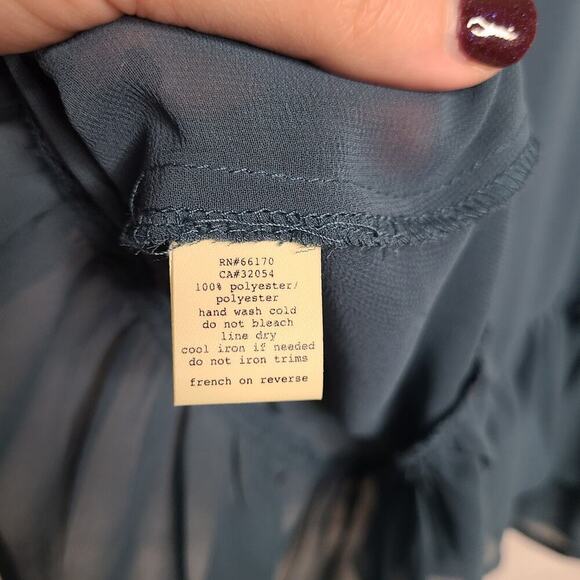 RN#66170
CA#32054
100% polyester/
polyester
hand wash cold
do not bleach
line dry
cool iron if needed
do not iron trims
french on reverse